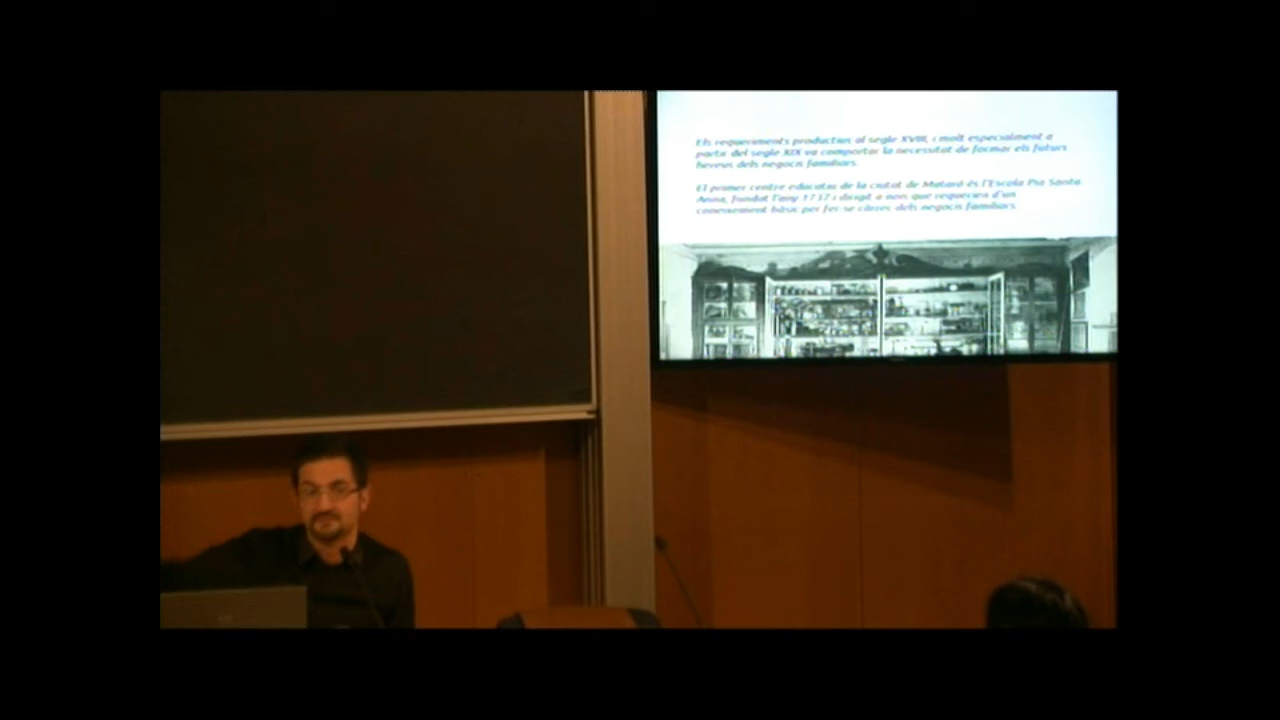 Els requeriments productius al segle XVIII, i molt especialment a
partir del segle XIX va comportar la necessitat de formar els futurs
hereus dels negocis familiars.
El primer centre educatiu de la ciutat de Mataró és l'Escola Pia Santa
Anna, fundat l'any 1737 i dirigit a nois que requerien d'un
coneixement bàsic per fer-se càrrec dels negocis familiars.